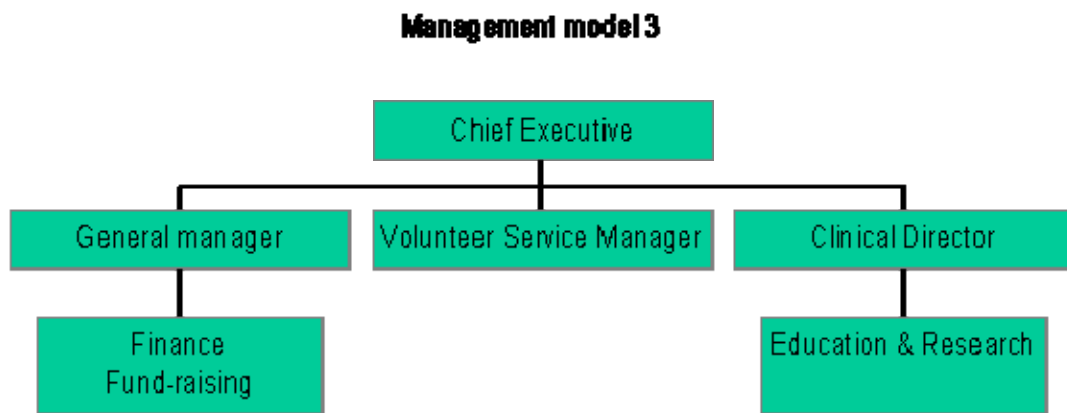 Management model 3
Chief Executive
General manager
Volunteer Service Manager
Clinical Director
Finance
Fund-raising
Education & Research